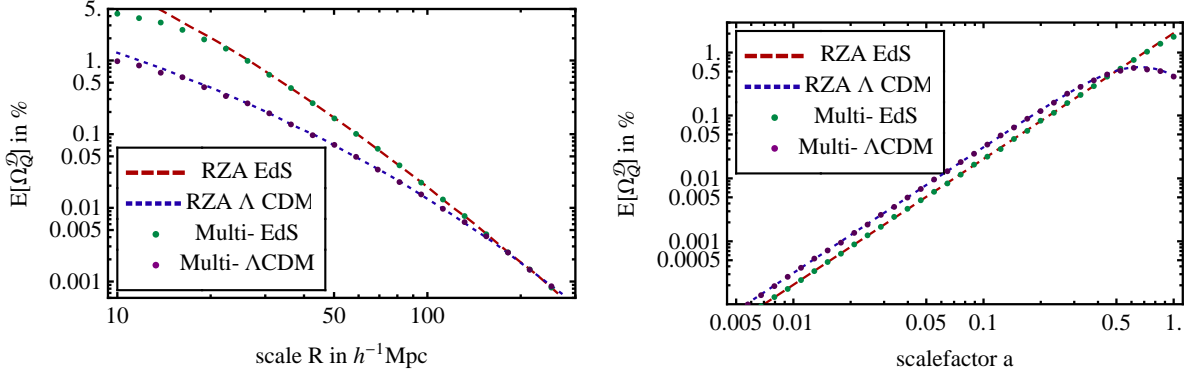 E[Ω_Q^𝒟] in %
5.
1.
0.5
0.1
0.05
0.01
0.005
0.001
RZA EdS
RZA Λ CDM
Multi- EdS
Multi- ΛCDM
10
50
100
scale R in h⁻¹Mpc
E[Ω_Q^𝒟] in %
1.
0.5
0.1
0.05
0.01
0.005
0.001
0.0005
RZA EdS
RZA Λ CDM
Multi- EdS
Multi- ΛCDM
0.005
0.01
0.05
0.1
0.5
1.
scalefactor a